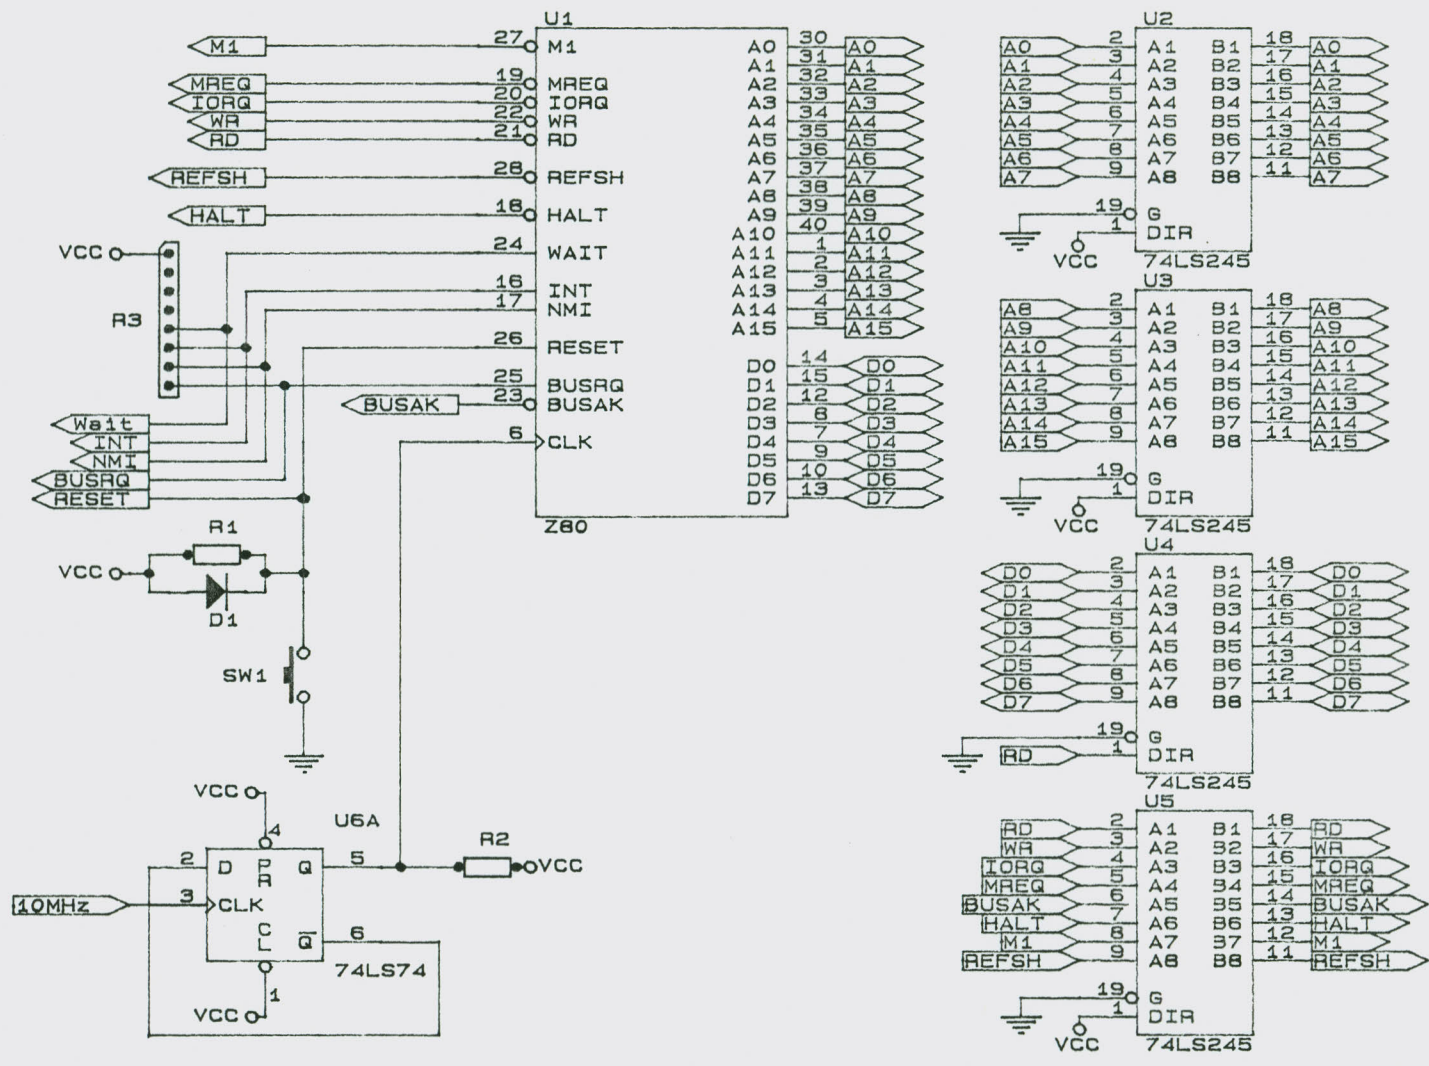 U1
M1 27 M1
MREQ 19 MREQ
IORQ 20 IORQ
WR 22 WR
RD 21 RD
REFSH 28 REFSH
HALT 18 HALT
VCC 24 WAIT
16 INT
R3 17 NMI
26 RESET
25 BUSRQ
BUSAK 23 BUSAK
6 CLK
Wait
INT
NMI
BUSRQ
RESET
A0 30 A0
A1 31 A1
A2 32 A2
A3 33 A3
A4 34 A4
A5 35 A5
A6 36 A6
A7 37 A7
A8 38 A8
A9 39 A9
A10 40 A10
A11 1 A11
A12 2 A12
A13 3 A13
A14 4 A14
A15 5 A15
D0 14 D0
D1 15 D1
D2 12 D2
D3 8 D3
D4 7 D4
D5 9 D5
D6 10 D6
D7 13 D7
Z80
R1
VCC
D1
SW1
VCC
4
U6A
2 D PR Q 5
R2
VCC
10MHz 3 CLK
CL Q 6
74LS74
1
VCC
U2
A0 2 A1 B1 18 A0
A1 3 A2 B2 17 A1
A2 4 A3 B3 16 A2
A3 5 A4 B4 15 A3
A4 6 A5 B5 14 A4
A5 7 A6 B6 13 A5
A6 8 A7 B7 12 A6
A7 9 A8 B8 11 A7
19 G
1 DIR
VCC
74LS245
U3
A8 2 A1 B1 18 A8
A9 3 A2 B2 17 A9
A10 4 A3 B3 16 A10
A11 5 A4 B4 15 A11
A12 6 A5 B5 14 A12
A13 7 A6 B6 13 A13
A14 8 A7 B7 12 A14
A15 9 A8 B8 11 A15
19 G
1 DIR
VCC
74LS245
U4
D0 2 A1 B1 18 D0
D1 3 A2 B2 17 D1
D2 4 A3 B3 16 D2
D3 5 A4 B4 15 D3
D4 6 A5 B5 14 D4
D5 7 A6 B6 13 D5
D6 8 A7 B7 12 D6
D7 9 A8 B8 11 D7
19 G
RD 1 DIR
74LS245
U5
RD 2 A1 B1 18 RD
WR 3 A2 B2 17 WR
IORQ 4 A3 B3 16 IORQ
MREQ 5 A4 B4 15 MREQ
BUSAK 6 A5 B5 14 BUSAK
HALT 7 A6 B6 13 HALT
M1 8 A7 B7 12 M1
REFSH 9 A8 B8 11 REFSH
19 G
1 DIR
VCC
74LS245